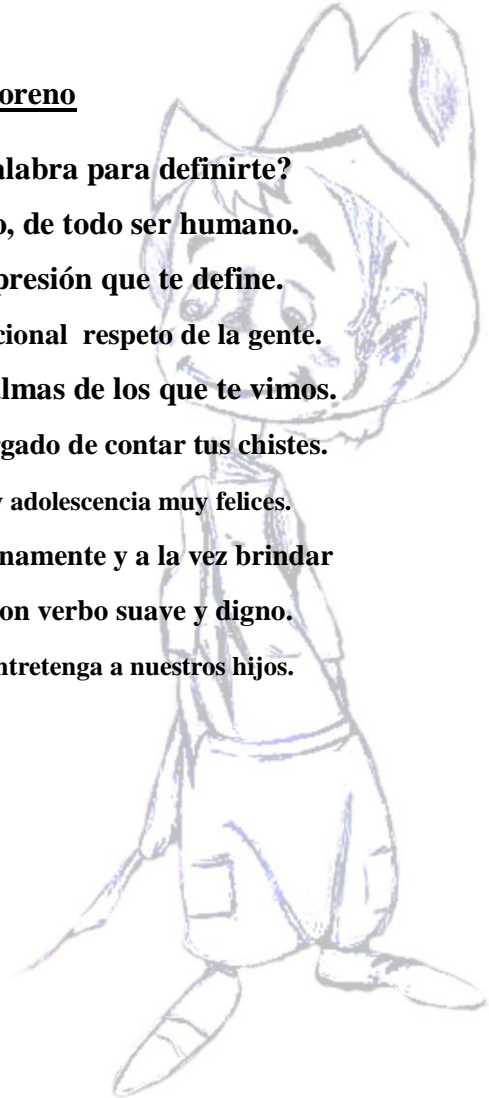 oreno
alabra para definirte?
o, de todo ser humano.
presión que te define.
cional respeto de la gente.
almas de los que te vimos.
rgado de contar tus chistes.
y adolescencia muy felices.
namente y a la vez brindar
on verbo suave y digno.
ntretenga a nuestros hijos.